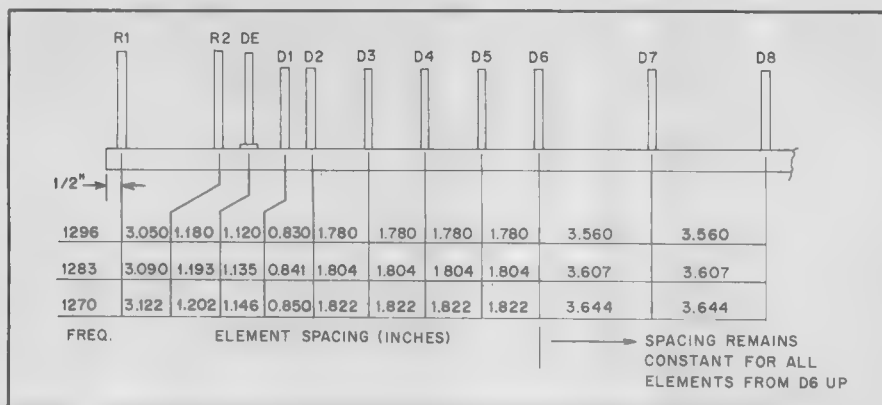 R1 R2 DE D1 D2 D3 D4 D5 D6 D7 D8
1/2"
1296 3.050 1.180 1.120 0.830 1.780 1.780 1.780 1.780 3.560 3.560
1283 3.090 1.193 1.135 0.841 1.804 1.804 1 804 1.804 3.607 3.607
1270 3.122 1.202 1.146 0.850 1.822 1.822 1.822 1.822 3.644 3.644
FREQ. ELEMENT SPACING (INCHES) SPACING REMAINS
CONSTANT FOR ALL
ELEMENTS FROM D6 UP